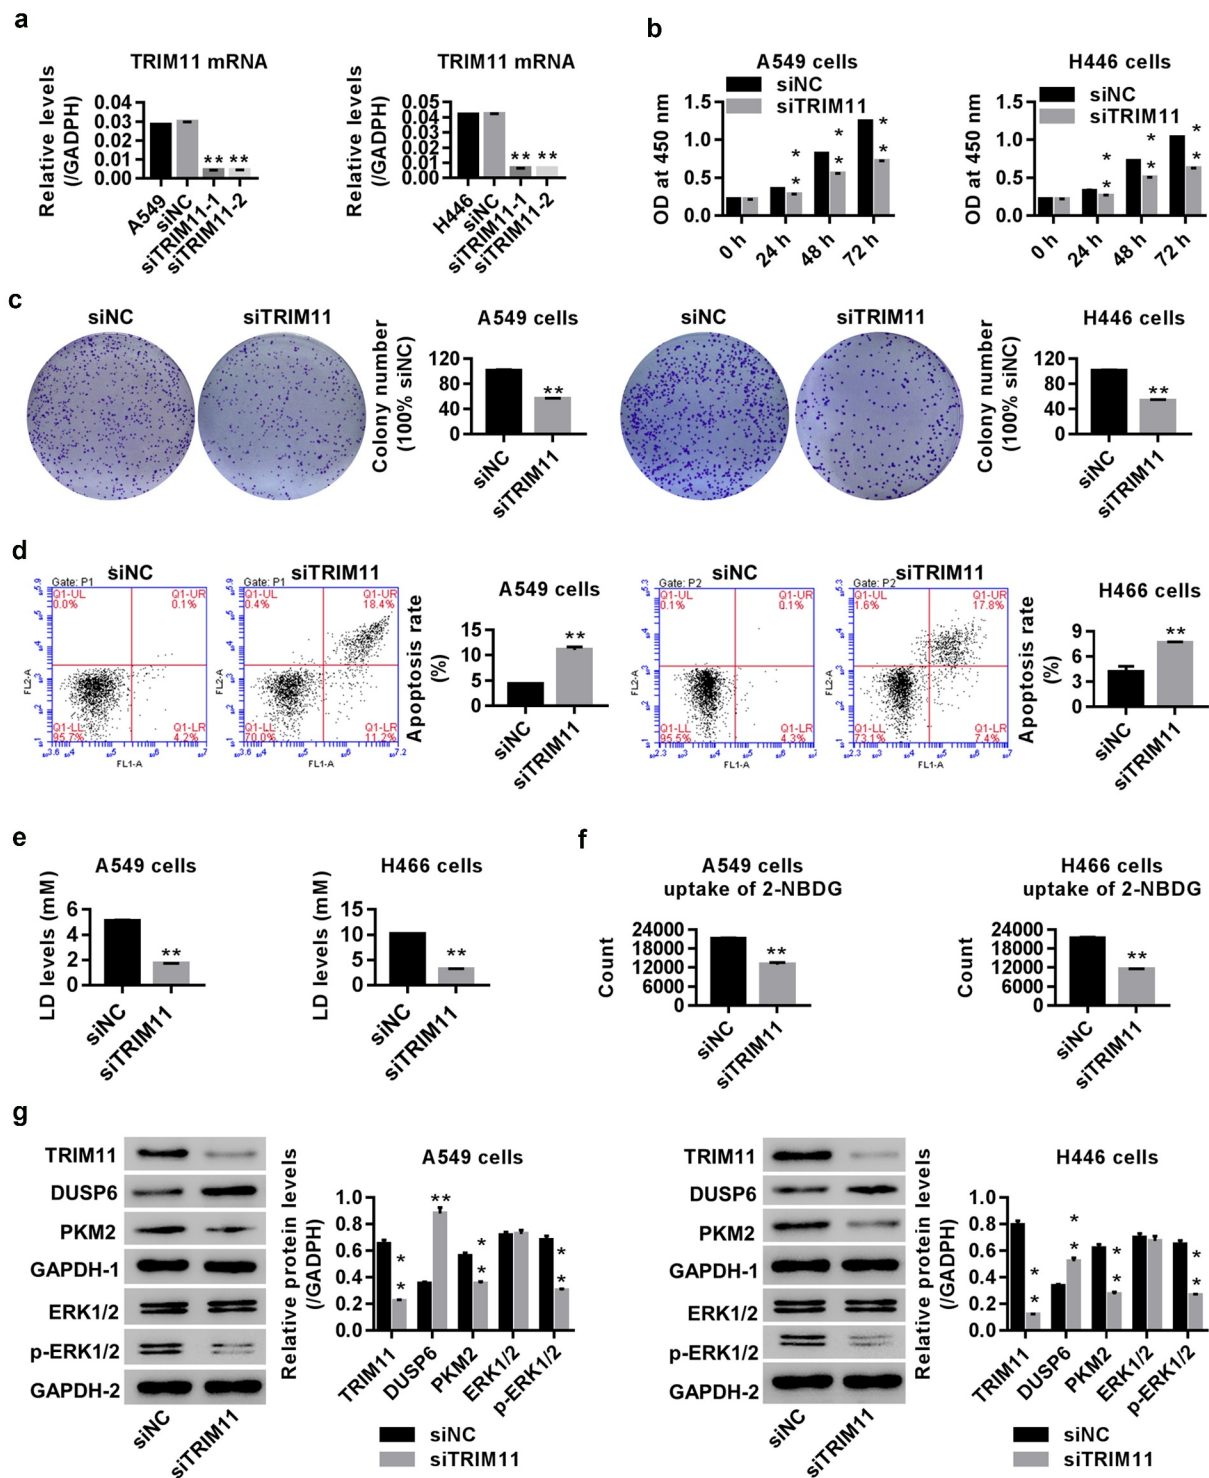 a
TRIM11 mRNA
Relative levels
(/GADPH)
0.04
0.03
0.02
0.01
0.00
** **
A549
siNC
siTRIM11-1
siTRIM11-2
TRIM11 mRNA
Relative levels
(/GADPH)
0.05
0.04
0.03
0.02
0.01
0.00
** **
H446
siNC
siTRIM11-1
siTRIM11-2
b
A549 cells
siNC
siTRIM11
OD at 450 nm
1.5
1.0
0.5
0.0
* *
* *
* *
0 h
24 h
48 h
72 h
H446 cells
siNC
siTRIM11
OD at 450 nm
1.5
1.0
0.5
0.0
* *
* *
* *
0 h
24 h
48 h
72 h
c
siNC
siTRIM11
A549 cells
Colony number
(100% siNC)
120
80
40
0
**
siNC
siTRIM11
siNC
siTRIM11
H446 cells
Colony number
(100% siNC)
120
80
40
0
**
siNC
siTRIM11
d
siNC
Gate: P1
Q1-UL
0.0%
Q1-UR
0.1%
Q1-LL
95.7%
Q1-LR
4.2%
FL2-A
FL1-A
siTRIM11
Gate: P1
Q1-UL
0.4%
Q1-UR
18.4%
Q1-LL
70.0%
Q1-LR
11.2%
FL2-A
FL1-A
A549 cells
Apoptosis rate
(%)
15
10
5
0
**
siNC
siTRIM11
siNC
Gate: P2
Q1-UL
0.1%
Q1-UR
0.1%
Q1-LL
95.5%
Q1-LR
4.3%
FL2-A
FL1-A
siTRIM11
Gate: P2
Q1-UL
1.6%
Q1-UR
17.8%
Q1-LL
73.1%
Q1-LR
7.4%
FL2-A
FL1-A
H466 cells
Apoptosis rate
(%)
9
6
3
0
**
siNC
siTRIM11
e
A549 cells
LD levels (mM)
6
4
2
0
**
siNC
siTRIM11
H466 cells
LD levels (mM)
15
10
5
0
**
siNC
siTRIM11
f
A549 cells
uptake of 2-NBDG
Count
24000
18000
12000
6000
0
**
siNC
siTRIM11
H466 cells
uptake of 2-NBDG
Count
24000
18000
12000
6000
0
**
siNC
siTRIM11
g
TRIM11
DUSP6
PKM2
GAPDH-1
ERK1/2
p-ERK1/2
GAPDH-2
siNC
siTRIM11
A549 cells
Relative protein levels
(/GADPH)
1.0
0.8
0.6
0.4
0.2
0.0
* *
**
* *
* *
TRIM11
DUSP6
PKM2
ERK1/2
p-ERK1/2
siNC
siTRIM11
TRIM11
DUSP6
PKM2
GAPDH-1
ERK1/2
p-ERK1/2
GAPDH-2
siNC
siTRIM11
H446 cells
Relative protein levels
(/GADPH)
1.0
0.8
0.6
0.4
0.2
0.0
* *
* *
* *
* *
TRIM11
DUSP6
PKM2
ERK1/2
p-ERK1/2
siNC
siTRIM11